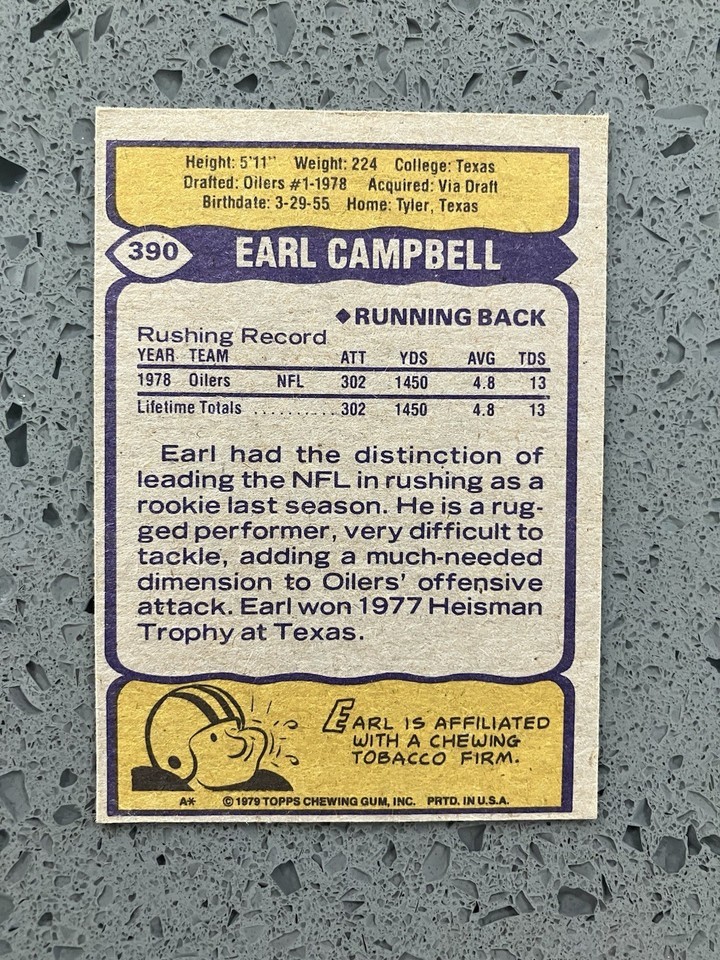 Height: 5'11" Weight: 224 College: Texas
Drafted: Oilers #1-1978 Acquired: Via Draft
Birthdate: 3-29-55 Home: Tyler, Texas
390 EARL CAMPBELL
◆RUNNING BACK
Rushing Record
YEAR TEAM ATT YDS AVG TDS
1978 Oilers NFL 302 1450 4.8 13
Lifetime Totals .......... 302 1450 4.8 13
Earl had the distinction of
leading the NFL in rushing as a
rookie last season. He is a rug-
ged performer, very difficult to
tackle, adding a much-needed
dimension to Oilers' offensive
attack. Earl won 1977 Heisman
Trophy at Texas.
EARL IS AFFILIATED
WITH A CHEWING
TOBACCO FIRM.
A* © 1979 TOPPS CHEWING GUM, INC. PRTD. IN U.S.A.